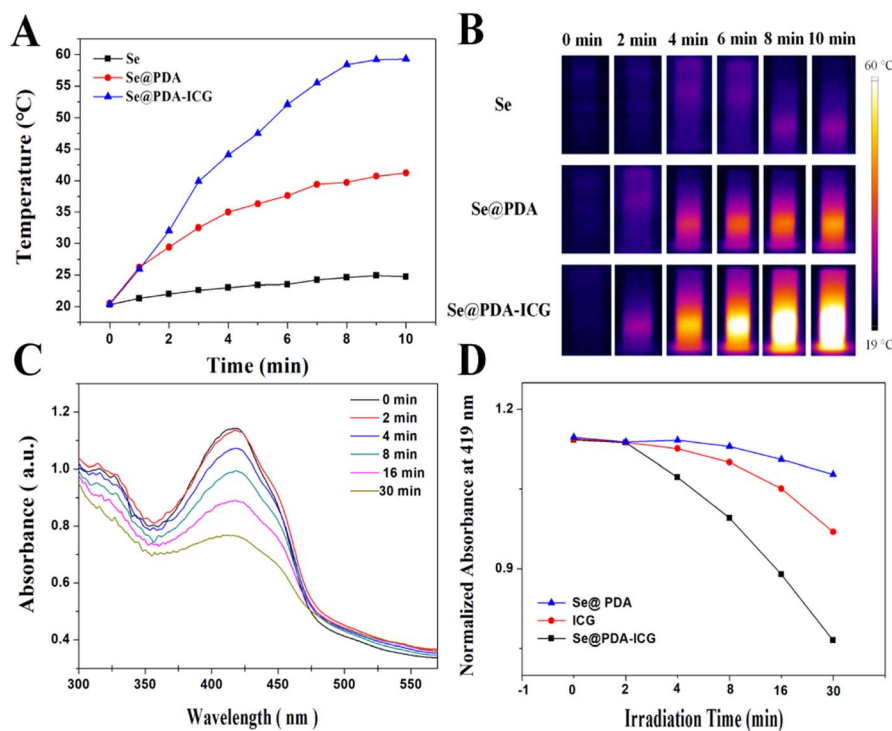 A
Temperature (°C)
60
55
50
45
40
35
30
25
20
Se
Se@PDA
Se@PDA-ICG
0 2 4 6 8 10
Time (min)
B
0 min 2 min 4 min 6 min 8 min 10 min
Se
Se@PDA
Se@PDA-ICG
60 °C
19 °C
C
Absorbance ( a.u.)
1.2
1.0
0.8
0.6
0.4
0 min
2 min
4 min
8 min
16 min
30 min
300 350 400 450 500 550
Wavelength ( nm )
D
Normalized Absorbance at 419 nm
1.2
0.9
Se@ PDA
ICG
Se@PDA-ICG
-1 0 2 4 8 16 30
Irradiation Time (min)